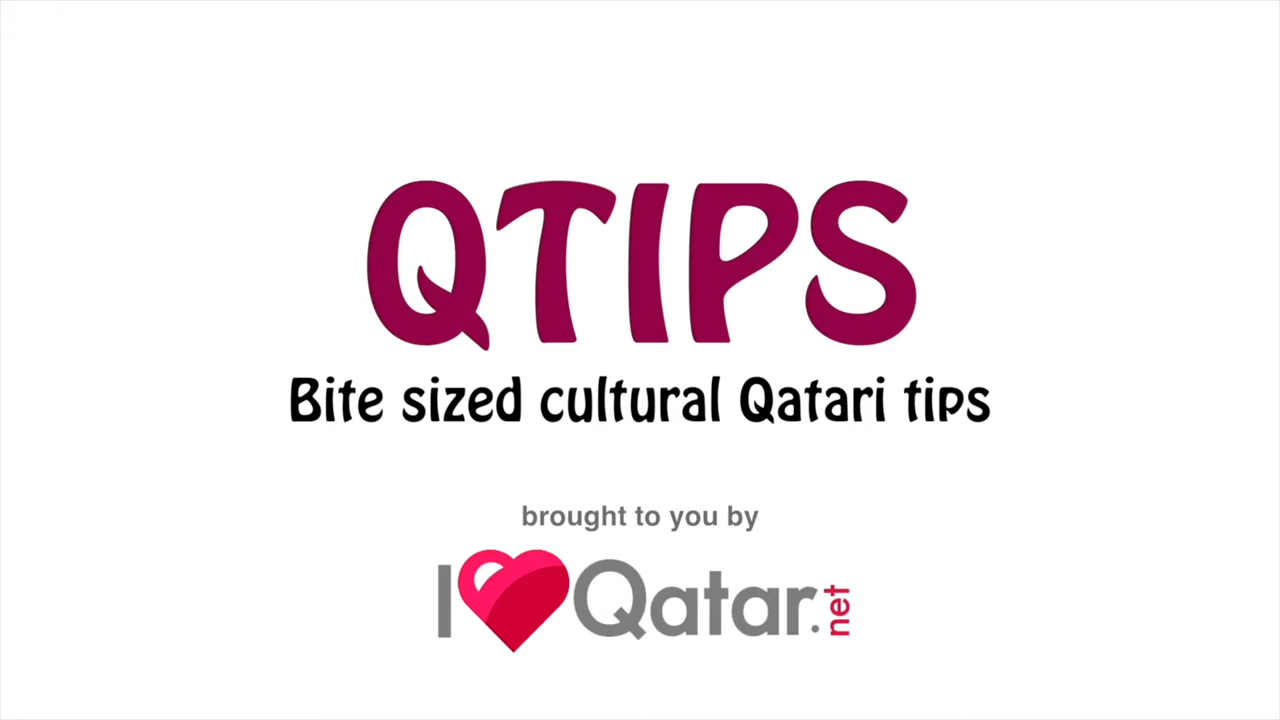 QTIPS
Bite sized cultural Qatari tips
brought to you by
I Qatar.net